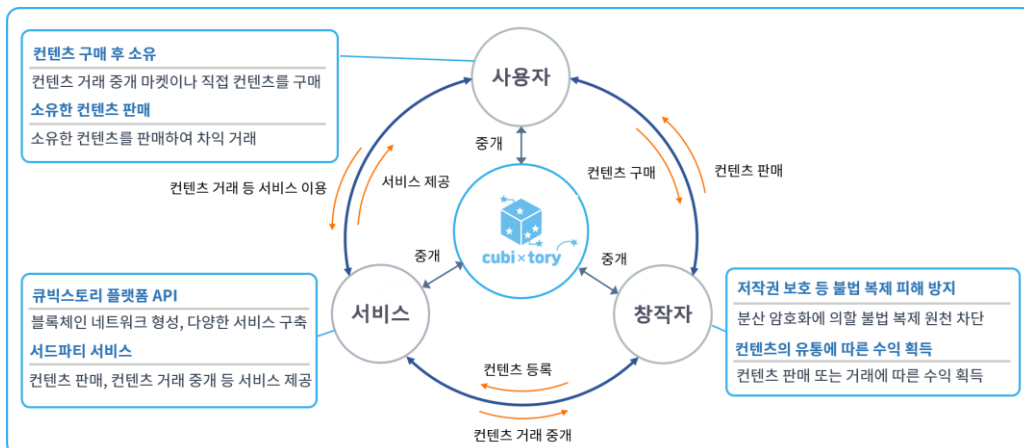 컨텐츠 구매 후 소유
컨텐츠 거래 중개 마켓이나 직접 컨텐츠를 구매
소유한 컨텐츠 판매
소유한 컨텐츠를 판매하여 차익 거래
사용자
중개
컨텐츠 거래 등 서비스 이용
서비스 제공
컨텐츠 구매
컨텐츠 판매
cubi×tory
중개
중개
큐빅스토리 플랫폼 API
블록체인 네트워크 형성, 다양한 서비스 구축
서드파티 서비스
컨텐츠 판매, 컨텐츠 거래 중개 등 서비스 제공
서비스
창작자
저작권 보호 등 불법 복제 피해 방지
분산 암호화에 의할 불법 복제 원천 차단
컨텐츠의 유통에 따른 수익 획득
컨텐츠 판매 또는 거래에 따른 수익 획득
컨텐츠 등록
컨텐츠 거래 중개